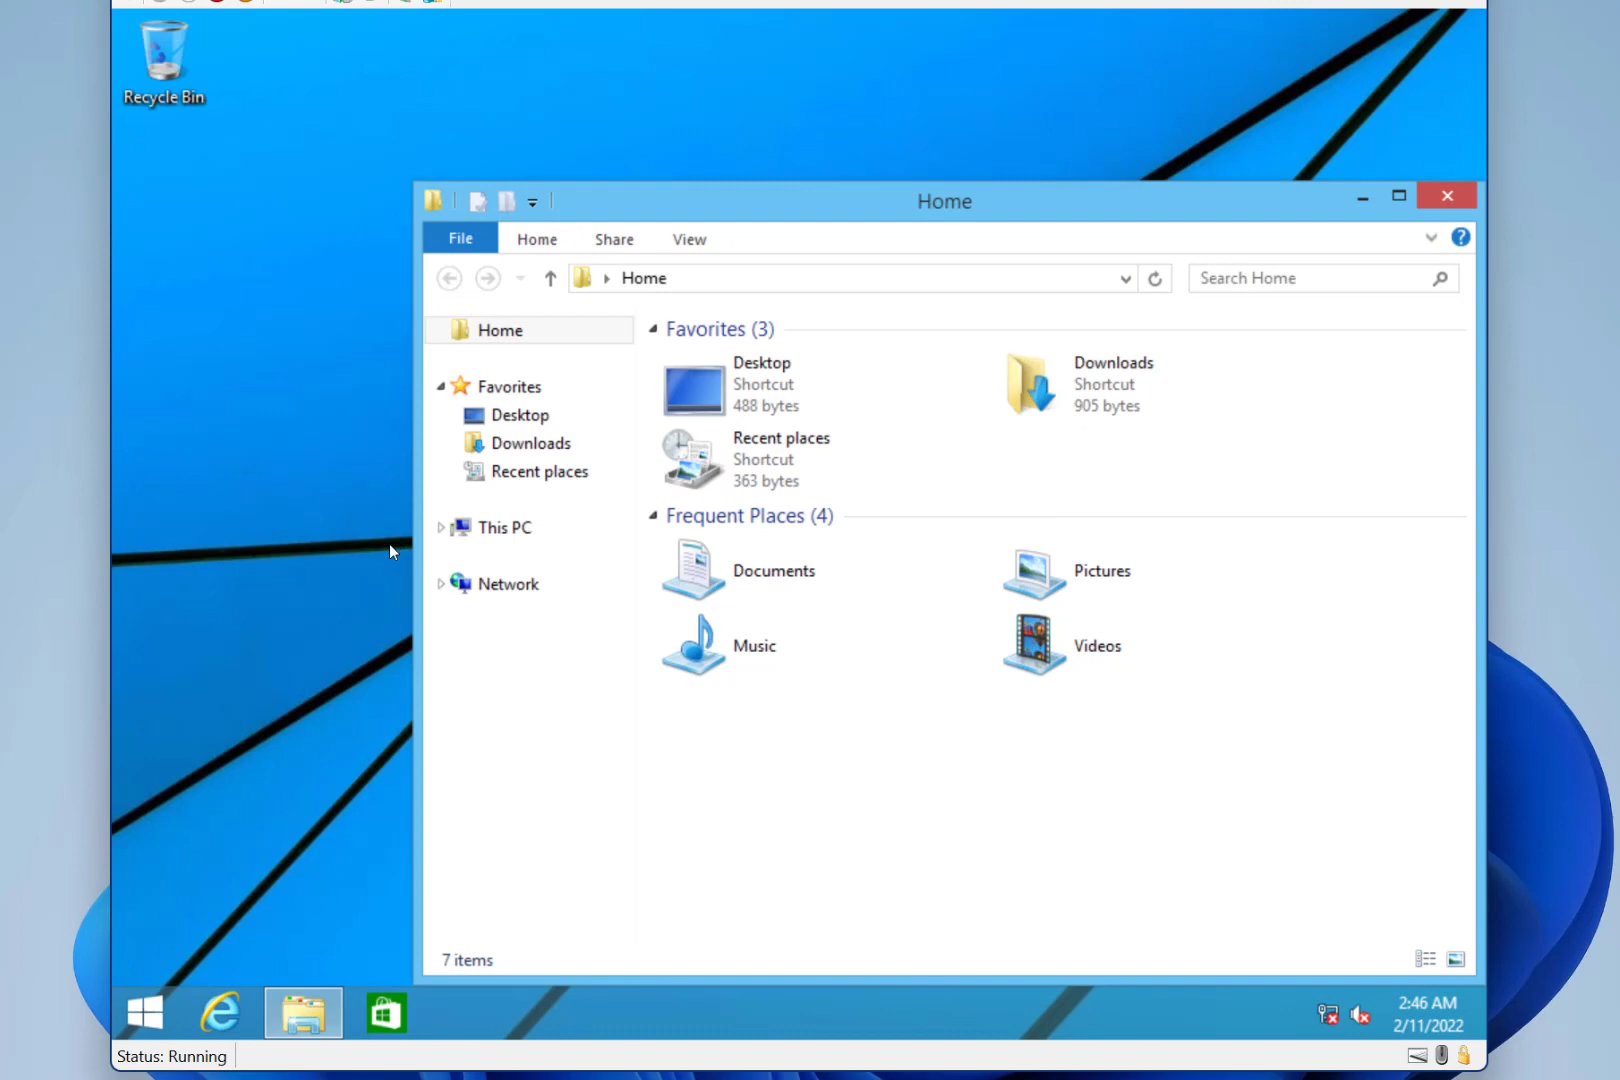 Recycle Bin
Home
File Home Share View
Home
Search Home
Home
Favorites
Desktop
Downloads
Recent places
This PC
Network
Favorites (3)
Desktop
Shortcut
488 bytes
Downloads
Shortcut
905 bytes
Recent places
Shortcut
363 bytes
Frequent Places (4)
Documents
Pictures
Music
Videos
7 items
2:46 AM
2/11/2022
Status: Running